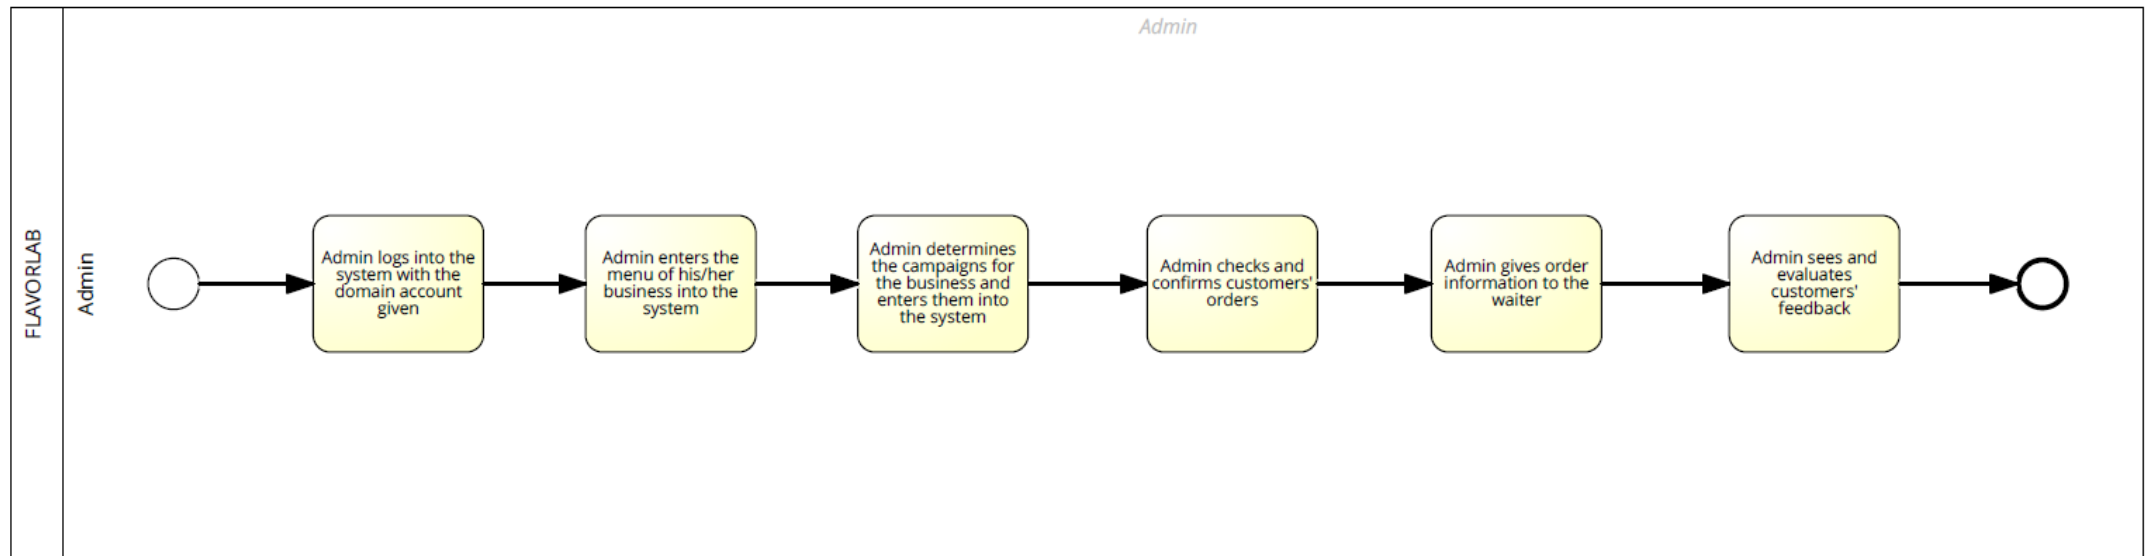 Admin
FLAVORLAB
Admin
Admin logs into the
system with the
domain account
given
Admin enters the
menu of his/her
business into the
system
Admin determines
the campaigns for
the business and
enters them into
the system
Admin checks and
confirms customers'
orders
Admin gives order
information to the
waiter
Admin sees and
evaluates
customers'
feedback